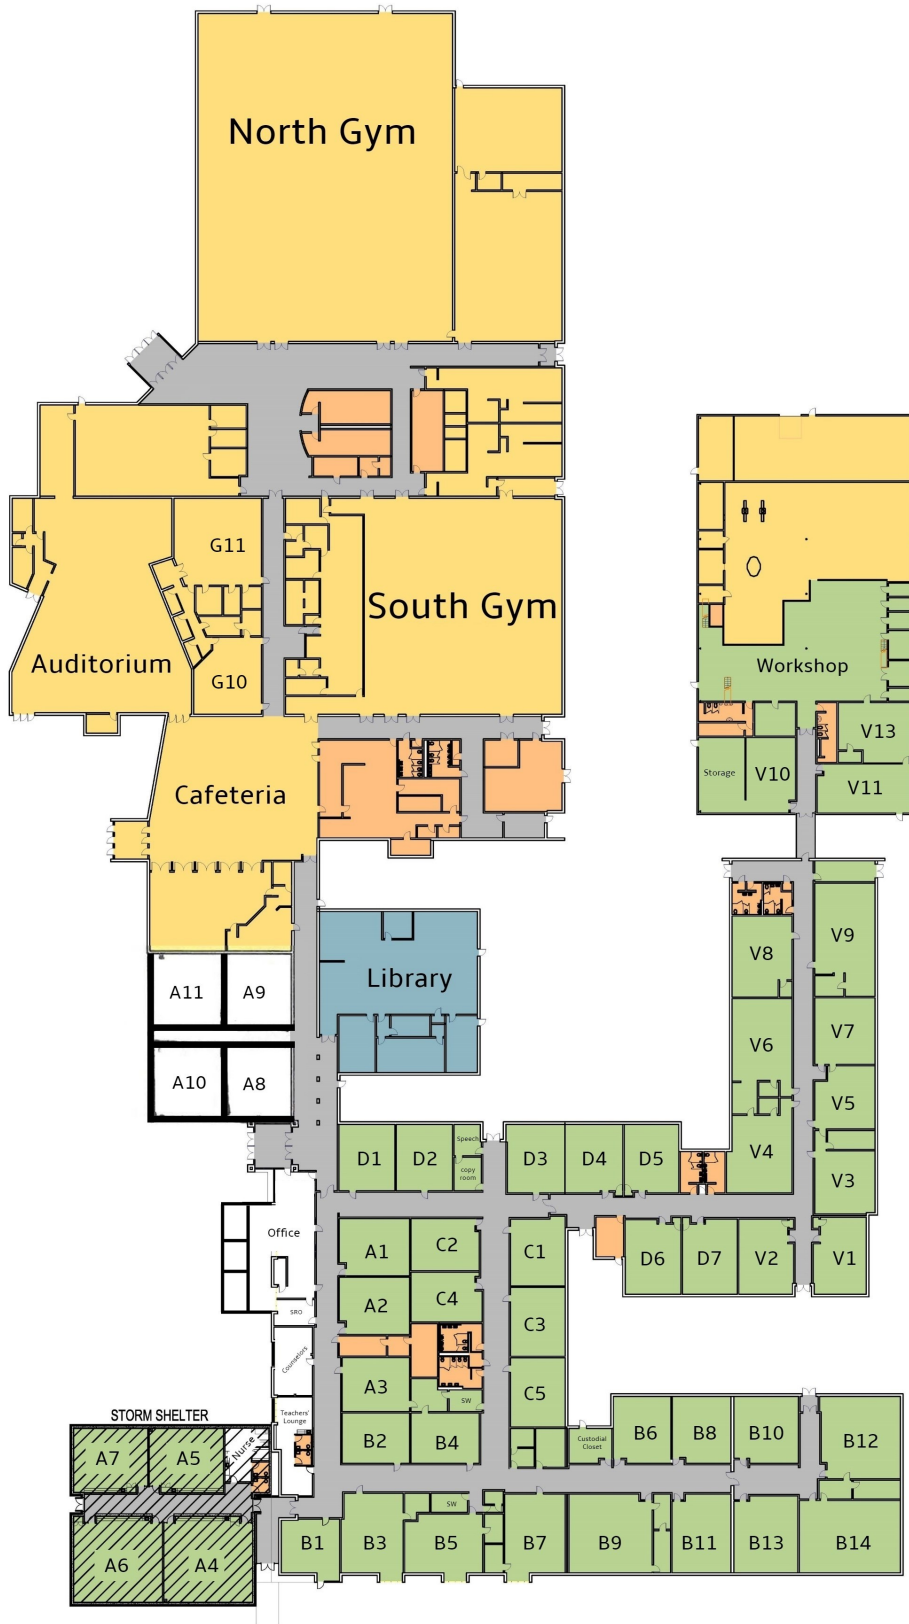 North Gym
G11
South Gym
Auditorium
G10
Workshop
V13
Storage
V10
V11
Cafeteria
Library
V8
V9
A11
A9
V6
V7
A10
A8
V5
V4
V3
D1
D2
Speech
copy
room
D3
D4
D5
Office
A1
C2
C1
D6
D7
V2
V1
A2
C4
SRO
C3
Counselors
A3
SW
C5
Teachers'
Lounge
STORM SHELTER
A7
A5
Nurse
B2
B4
Custodial
Closet
B6
B8
B10
B12
SW
A6
A4
B1
B3
B5
B7
B9
B11
B13
B14